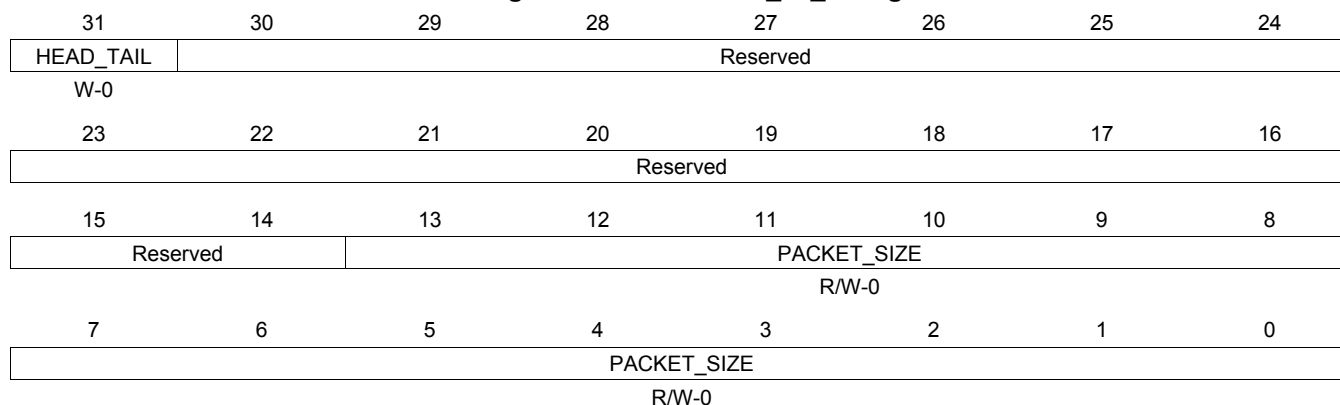 31 30 29 28 27 26 25 24
HEAD_TAIL Reserved
W-0
23 22 21 20 19 18 17 16
Reserved
15 14 13 12 11 10 9 8
Reserved PACKET_SIZE
R/W-0
7 6 5 4 3 2 1 0
PACKET_SIZE
R/W-0